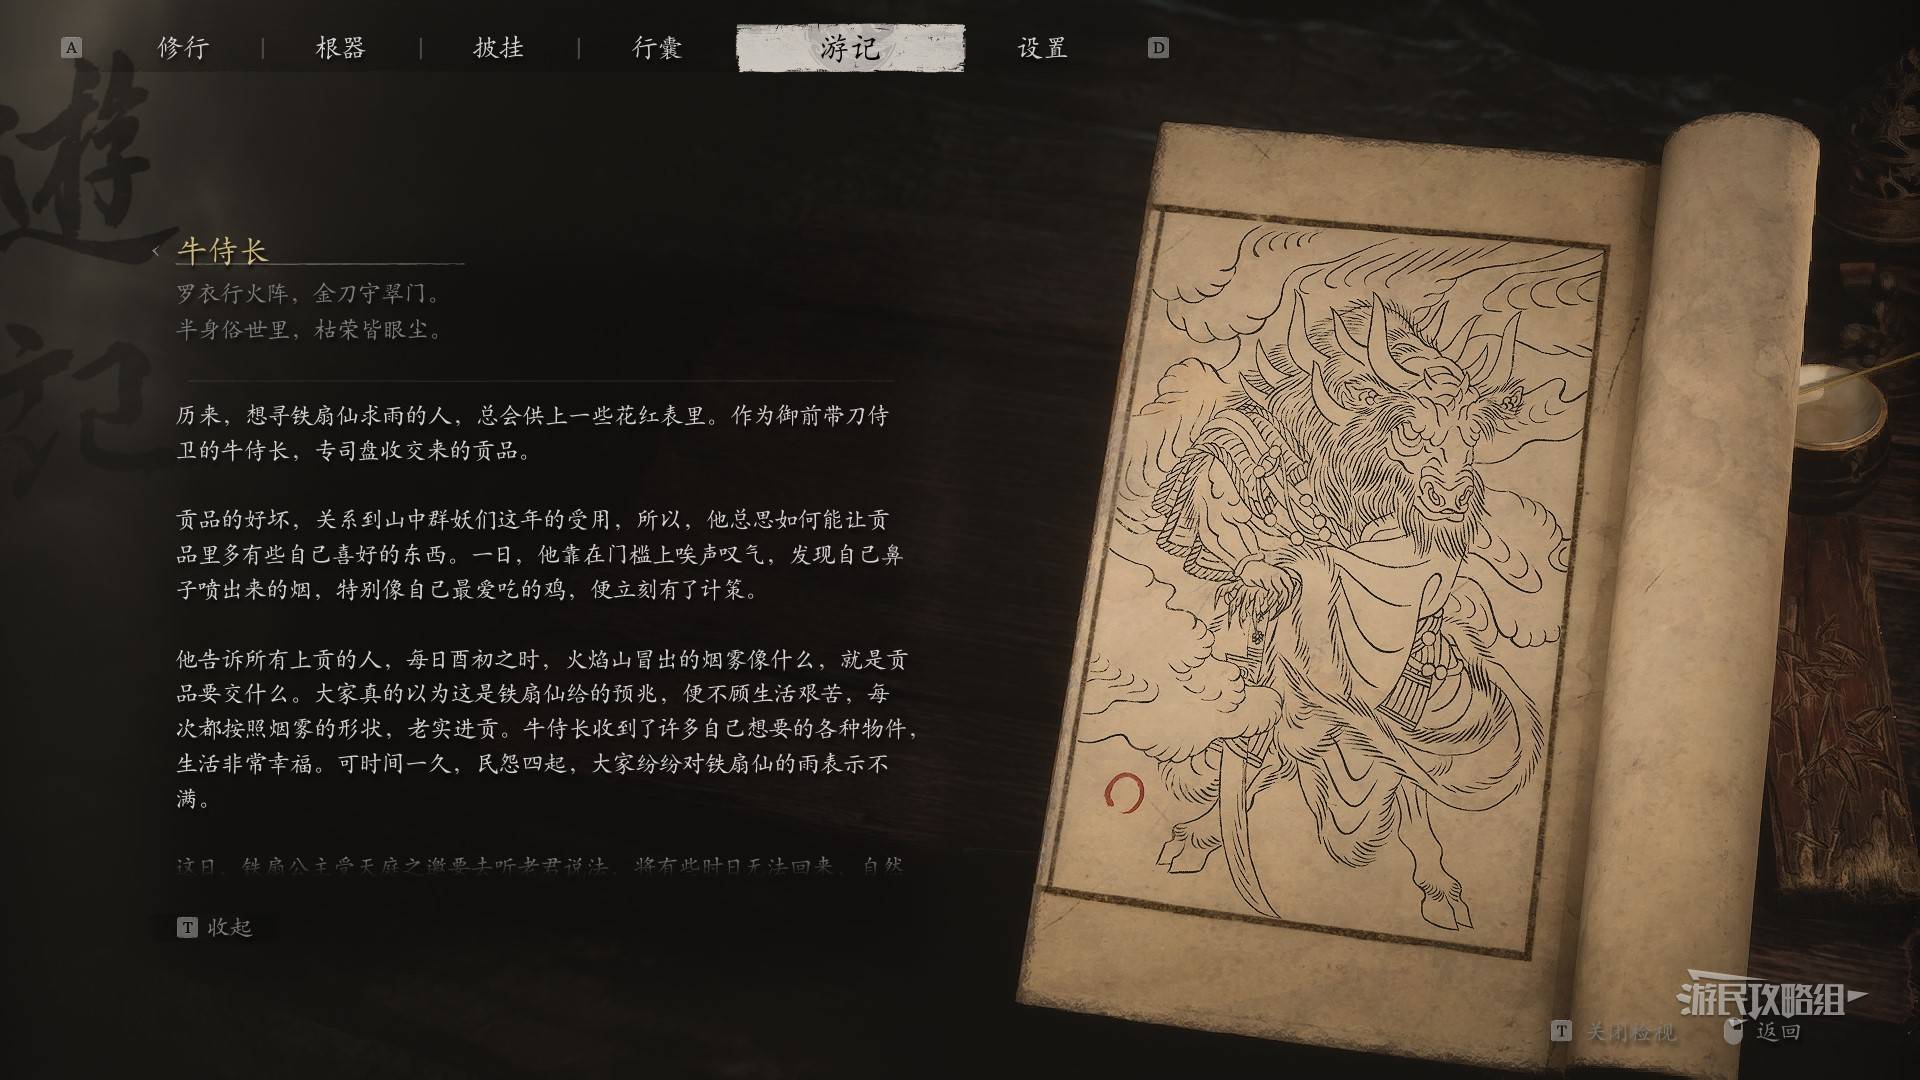 A 修行 | 根器 | 披挂 | 行囊 | 游记 设置 D
遊記
牛侍长
罗衣行火阵，金刀守翠门。
半身俗世里，枯荣皆眼尘。
历来，想寻铁扇仙求雨的人，总会供上一些花红表里。作为御前带刀侍
卫的牛侍长，专司盘收交来的贡品。
贡品的好坏，关系到山中群妖们这年的受用，所以，他总思如何能让贡
品里多有些自己喜好的东西。一日，他靠在门槛上唉声叹气，发现自己鼻
子喷出来的烟，特别像自己最爱吃的鸡，便立刻有了计策。
他告诉所有上贡的人，每日酉初之时，火焰山冒出的烟雾像什么，就是贡
品要交什么。大家真的以为这是铁扇仙给的预兆，便不顾生活艰苦，每
次都按照烟雾的形状，老实进贡。牛侍长收到了许多自己想要的各种物件，
生活非常幸福。可时间一久，民怨四起，大家纷纷对铁扇仙的雨表示不
满。
这日，铁扇公主受天庭之邀要去听老君说法，将有些时日无法回来，自然
T 收起
游民攻略组
T 关闭检视 返回